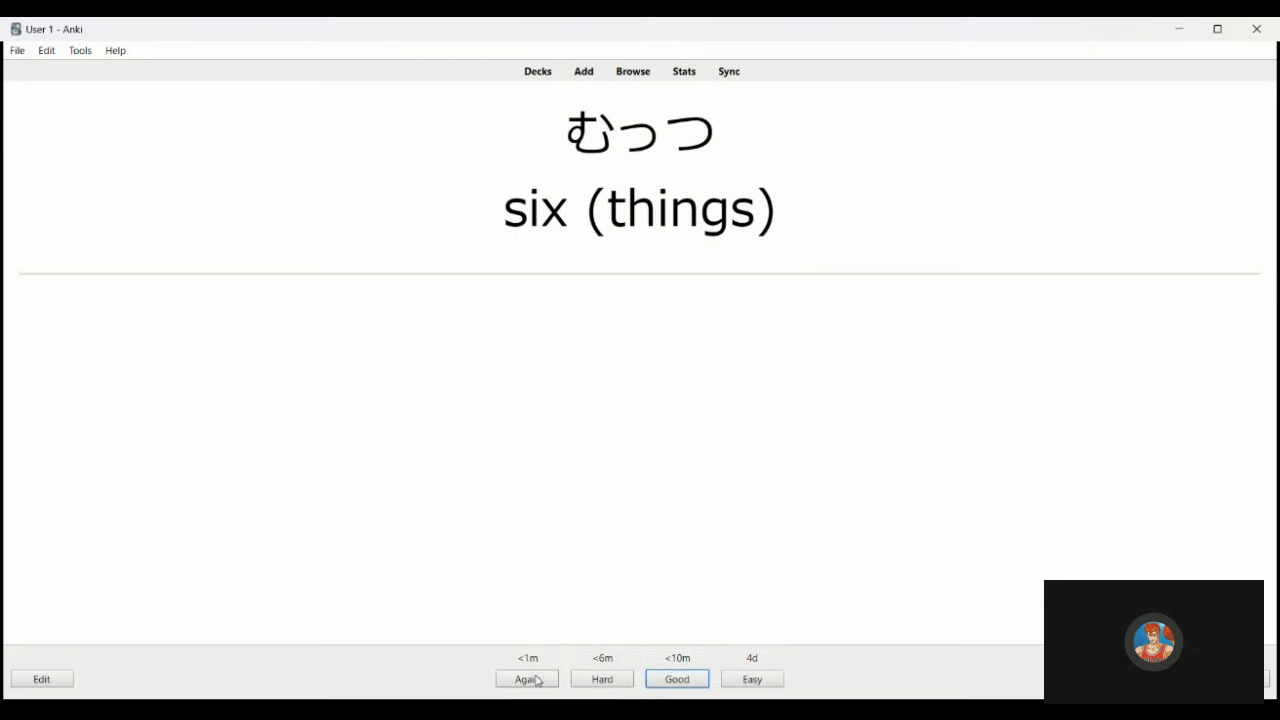 User 1 - Anki
File Edit Tools Help
Decks Add Browse Stats Sync
むっつ
six (things)
<1m <6m <10m 4d
Edit Again Hard Good Easy